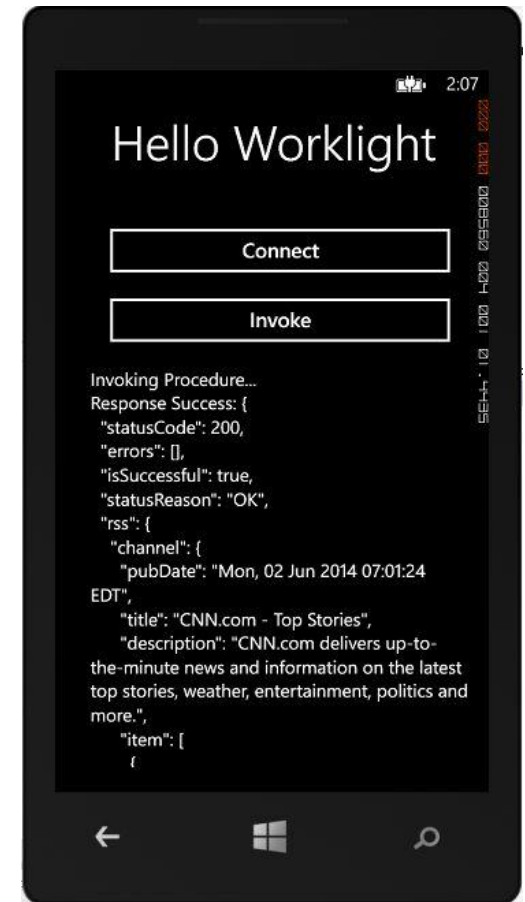 2:07
Hello Worklight
Connect
Invoke
Invoking Procedure...
Response Success: {
"statusCode": 200,
"errors": [],
"isSuccessful": true,
"statusReason": "OK",
"rss": {
"channel": {
"pubDate": "Mon, 02 Jun 2014 07:01:24
EDT",
"title": "CNN.com - Top Stories",
"description": "CNN.com delivers up-to-
the-minute news and information on the latest
top stories, weather, entertainment, politics and
more.",
"item": [
{